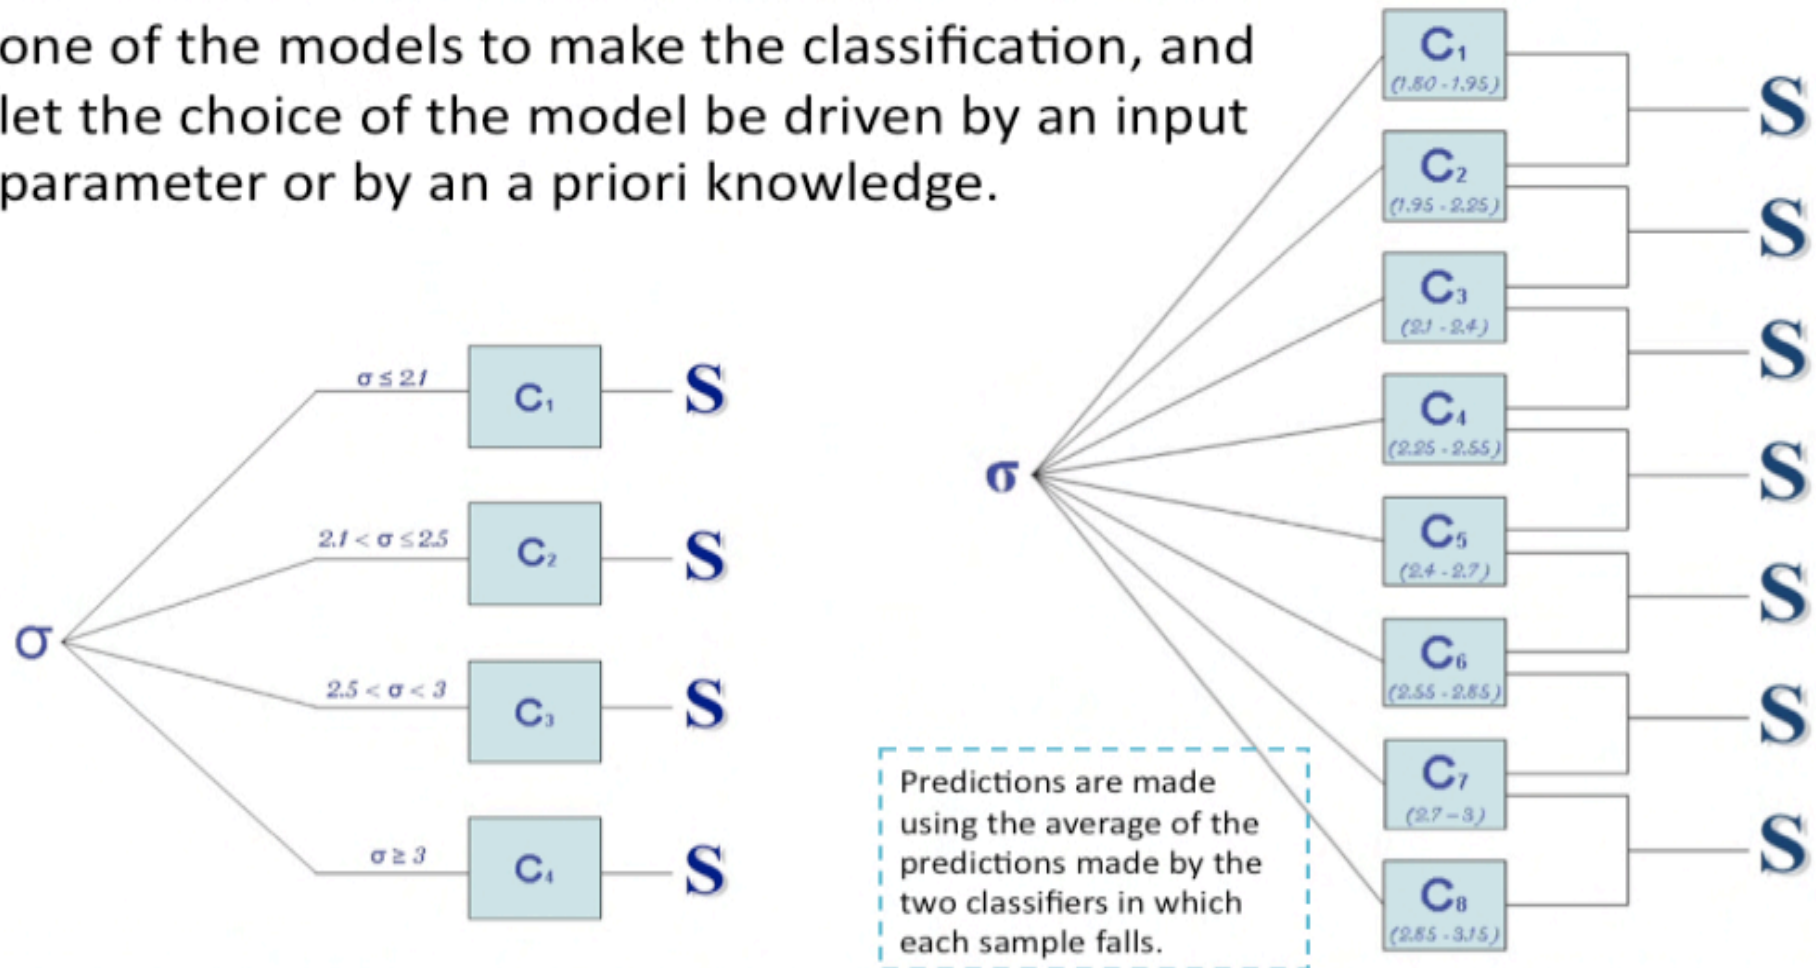 one of the models to make the classification, and
let the choice of the model be driven by an input
parameter or by an a priori knowledge.
σ
σ ≤ 2.1
C₁
S
2.1 < σ ≤ 2.5
C₂
S
2.5 < σ < 3
C₃
S
σ ≥ 3
C₄
S
σ
C₁
(1.80 - 1.95)
C₂
(1.95 - 2.25)
C₃
(2.1 - 2.4)
C₄
(2.25 - 2.55)
C₅
(2.4 - 2.7)
C₆
(2.55 - 2.85)
C₇
(2.7 – 3)
C₈
(2.85 - 3.15)
S
S
S
S
S
S
S
Predictions are made
using the average of the
predictions made by the
two classifiers in which
each sample falls.